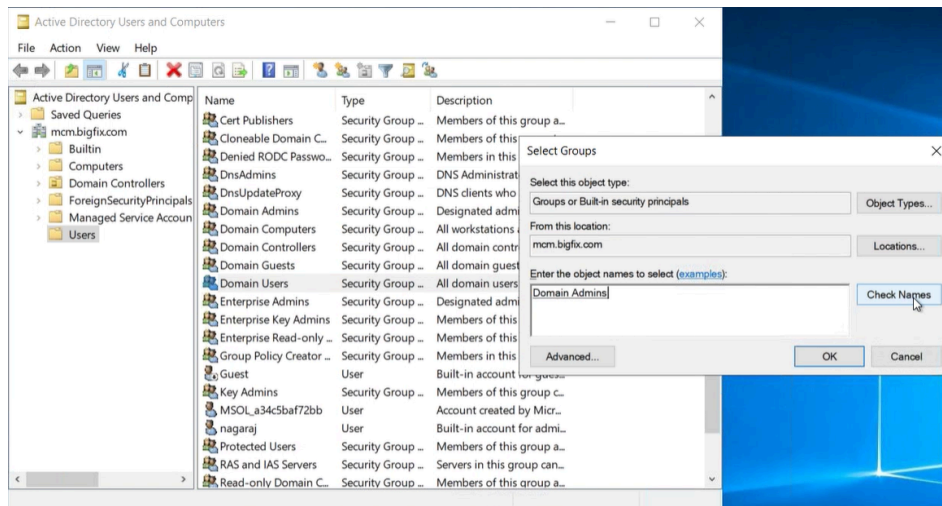 Active Directory Users and Computers
File Action View Help
Active Directory Users and Comp
Saved Queries
mcm.bigfix.com
Builtin
Computers
Domain Controllers
ForeignSecurityPrincipals
Managed Service Accoun
Users
Name Type Description
Cert Publishers Security Group ... Members of this group a...
Cloneable Domain C... Security Group ... Members of this
Denied RODC Passwo... Security Group ... Members in this
DnsAdmins Security Group ... DNS Administrat
DnsUpdateProxy Security Group ... DNS clients who
Domain Admins Security Group ... Designated admi
Domain Computers Security Group ... All workstations
Domain Controllers Security Group ... All domain contr
Domain Guests Security Group ... All domain guest
Domain Users Security Group ... All domain users
Enterprise Admins Security Group ... Designated admi
Enterprise Key Admins Security Group ... Members of this
Enterprise Read-only ... Security Group ... Members of this
Group Policy Creator ... Security Group ... Members in this
Guest User Built-in account
Key Admins Security Group ... Members of this group c...
MSOL_a34c5baf72bb User Account created by Micr...
nagaraj User Built-in account for admi...
Protected Users Security Group ... Members of this group a...
RAS and IAS Servers Security Group ... Servers in this group can...
Read-only Domain C... Security Group ... Members of this group a...
Select Groups
Select this object type:
Groups or Built-in security principals Object Types...
From this location:
mcm.bigfix.com Locations...
Enter the object names to select (examples):
Domain Admins Check Names
Advanced... OK Cancel